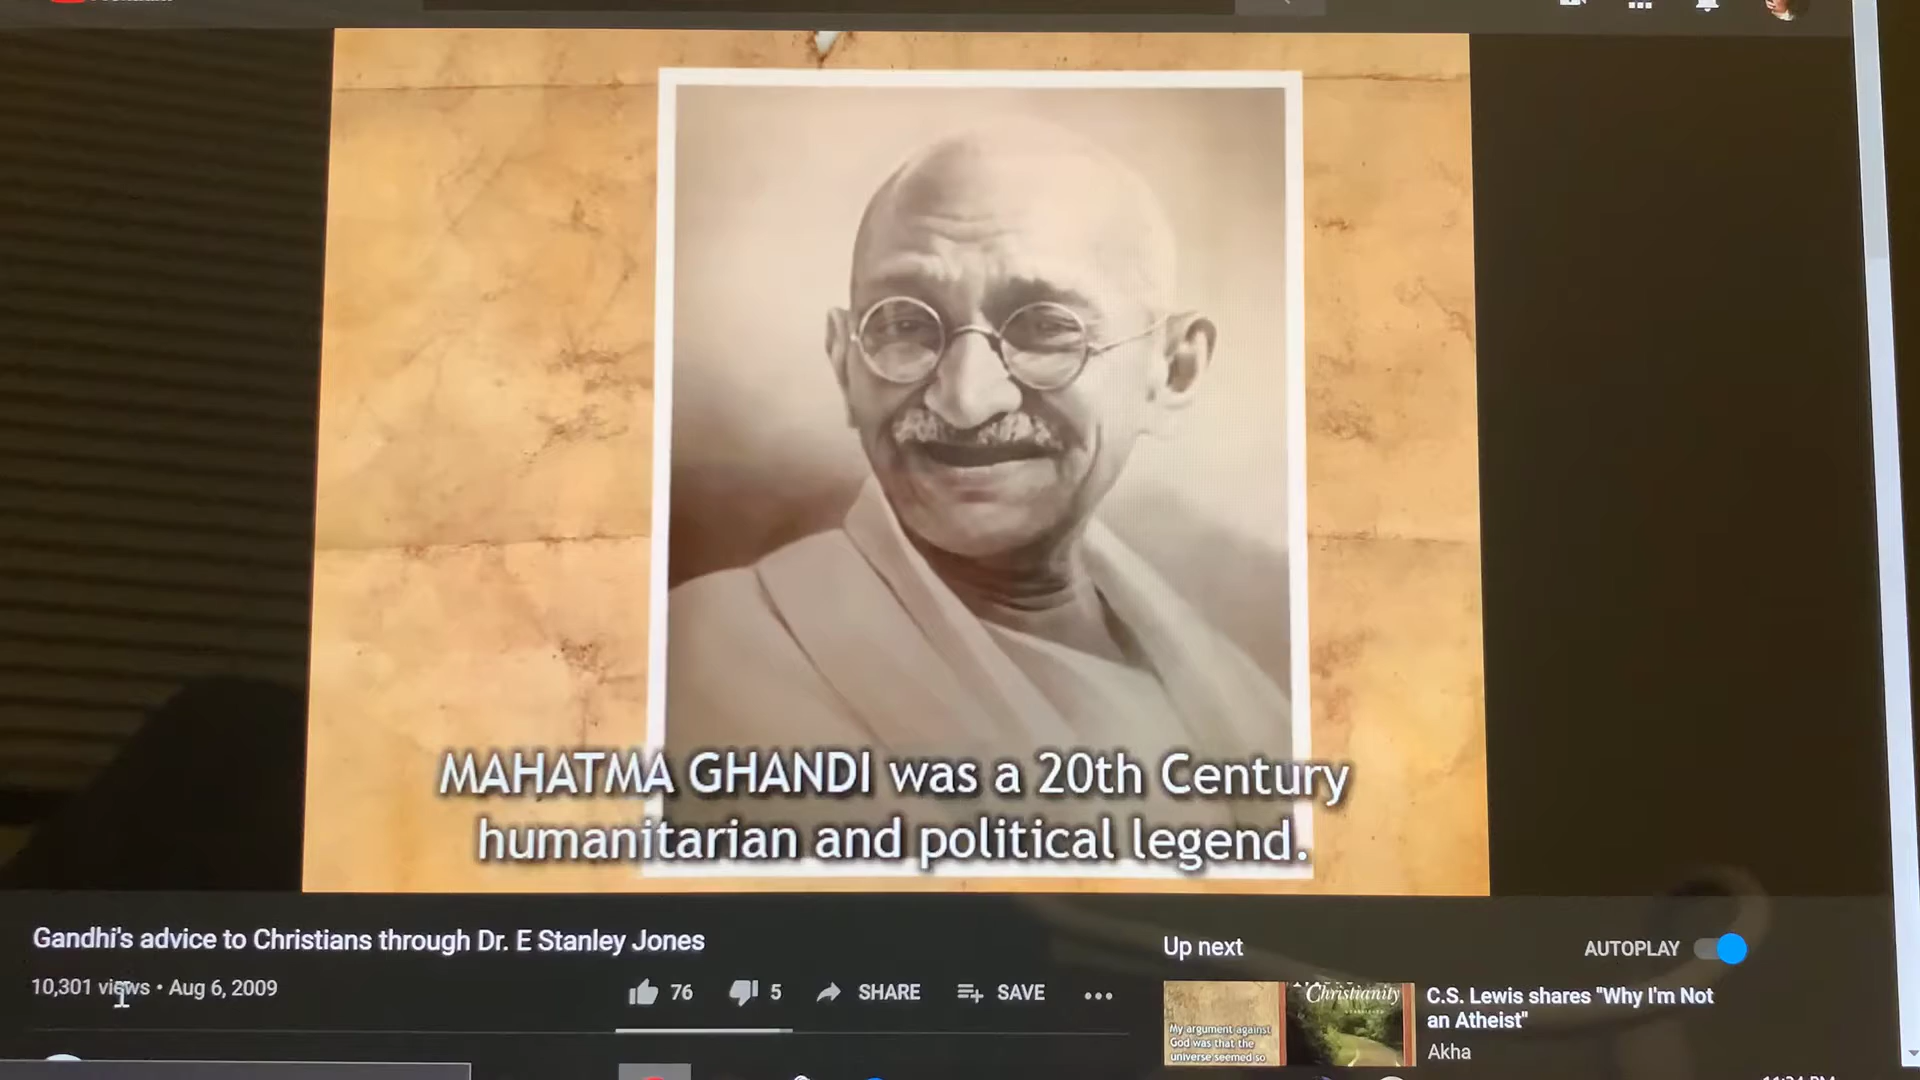 MAHATMA GHANDI was a 20th Century
humanitarian and political legend.
Gandhi's advice to Christians through Dr. E Stanley Jones
10,301 views • Aug 6, 2009
76
5
SHARE
SAVE
Up next
AUTOPLAY
My argument against
God was that the
universe seemed so
Christianity
C.S. Lewis shares "Why I'm Not
an Atheist"
Akha